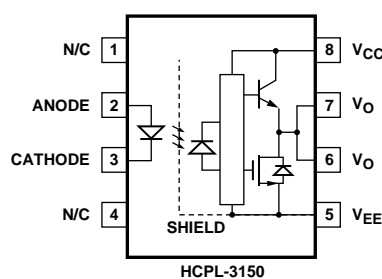 N/C 1
8 VCC
ANODE 2
7 VO
CATHODE 3
6 VO
N/C 4
5 VEE
SHIELD
HCPL-3150